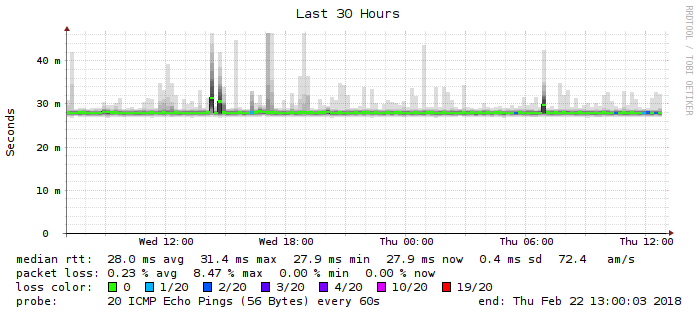 Last 30 Hours
RRDTOOL / TOBI OETIKER
Seconds
40 m
30 m
20 m
10 m
0
Wed 12:00 Wed 18:00 Thu 00:00 Thu 06:00 Thu 12:00
median rtt: 28.0 ms avg 31.4 ms max 27.9 ms min 27.9 ms now 0.4 ms sd 72.4 am/s
packet loss: 0.23 % avg 8.47 % max 0.00 % min 0.00 % now
loss color: 0 1/20 2/20 3/20 4/20 10/20 19/20
probe: 20 ICMP Echo Pings (56 Bytes) every 60s end: Thu Feb 22 13:00:03 2018